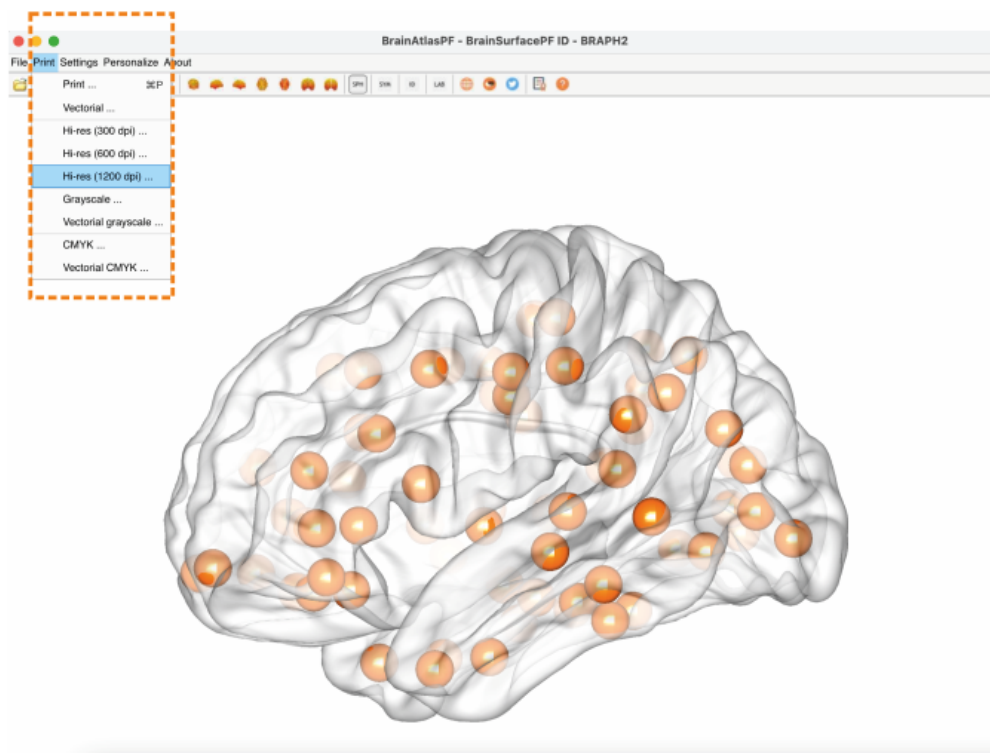 BrainAtlasPF - BrainSurfacePF ID - BRAPH2
File Print Settings Personalize About
SPH SYM ID LAB
Print ... ⌘P
Vectorial ...
Hi-res (300 dpi) ...
Hi-res (600 dpi) ...
Hi-res (1200 dpi) ...
Grayscale ...
Vectorial grayscale ...
CMYK ...
Vectorial CMYK ...